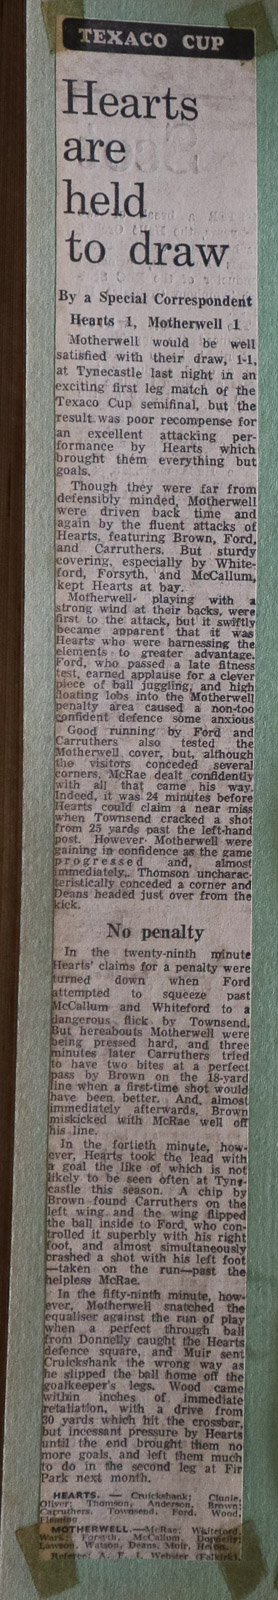 TEXACO CUP
Hearts
are
held
to draw
By a Special Correspondent
Hearts 1, Motherwell 1
Motherwell would be well
satisfied with their draw, 1-1,
at Tynecastle last night in an
exciting first leg match of the
Texaco Cup semifinal, but the
result was poor recompense for
an excellent attacking per-
formance by Hearts which
brought them everything but
goals.
Though they were far from
defensibly minded, Motherwell
were driven back time and
again by the fluent attacks of
Hearts, featuring Brown, Ford,
and Carruthers. But sturdy
covering, especially by White-
ford, Forsyth, and McCallum,
kept Hearts at bay.
Motherwell playing with a
strong wind at their backs, were
first to the attack, but it swiftly
became apparent that it was
Hearts who were harnessing the
elements to greater advantage.
Ford, who passed a late fitness
test, earned applause for a clever
piece of ball juggling, and high
floating lobs into the Motherwell
penalty area caused a non-too
confident defence some anxious
Good running by Ford and
Carruthers also tested the
Motherwell cover, but, although
the visitors conceded several
corners, McRae dealt confidently
with all that came his way.
Indeed, it was 24 minutes before
Hearts could claim a near miss
when Townsend cracked a shot
from 25 yards past the left-hand
post. However Motherwell were
gaining in confidence as the game
progressed and, almost
immediately, Thomson uncharac-
teristically conceded a corner and
Deans headed just over from the
kick.
No penalty
In the twenty-ninth minute
Hearts' claims for a penalty were
turned down when Ford
attempted to squeeze past
McCallum and Whiteford to a
dangerous flick by Townsend.
But hereabouts Motherwell were
being pressed hard, and three
minutes later Carruthers tried
to have two bites at a perfect
pass by Brown on the 18-yard
line when a first-time shot would
have been better. And, almost
immediately afterwards, Brown
miskicked with McRae well off
his line.
In the fortieth minute, how-
ever, Hearts took the lead with
a goal the like of which is not
likely to be seen often at Tyne-
castle this season. A chip by
Brown found Carruthers on the
left wing and the wing flipped
the ball inside to Ford, who con-
trolled it superbly with his right
foot, and almost simultaneously
crashed a shot with his left foot
—taken on the run—past the
helpless McRae.
In the fifty-ninth minute, how-
ever, Motherwell snatched the
equaliser against the run of play
when a perfect through ball
from Donnelly caught the Hearts
defence square, and Muir sent
Cruickshank the wrong way as
he slipped the ball home off the
goalkeeper's legs. Wood came
within inches of immediate
retaliation, with a drive from
30 yards which hit the crossbar,
but incessant pressure by Hearts
until the end brought them no
more goals, and left them much
to do in the second leg at Fir
Park next month.
HEARTS. — Cruickshank; Clunie,
Oliver; Thomson, Anderson, Brown;
Carruthers, Townsend, Ford, Wood,
Fleming.
MOTHERWELL.—McRae; Whiteford,
Wark; Forsyth, McCallum, Donnelly;
Lawson, Watson, Deans, Muir,
Referee: Webster (Falkirk).